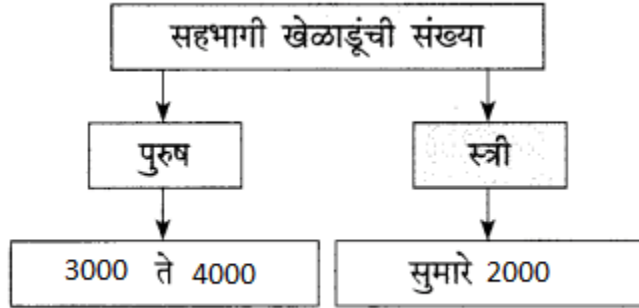 सहभागी खेळाडूंची संख्या
पुरुष
स्त्री
3000 ते 4000
सुमारे 2000